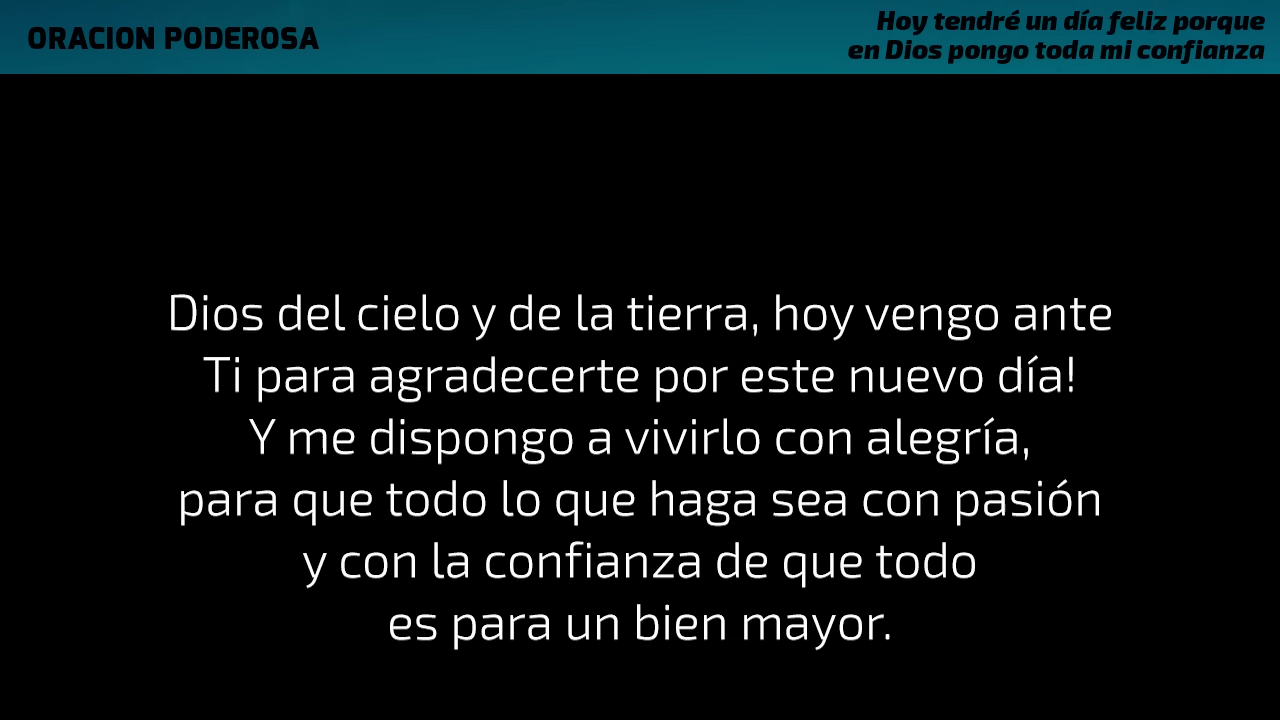 ORACION PODEROSA
Hoy tendré un día feliz porque
en Dios pongo toda mi confianza
Dios del cielo y de la tierra, hoy vengo ante
Ti para agradecerte por este nuevo día!
Y me dispongo a vivirlo con alegría,
para que todo lo que haga sea con pasión
y con la confianza de que todo
es para un bien mayor.